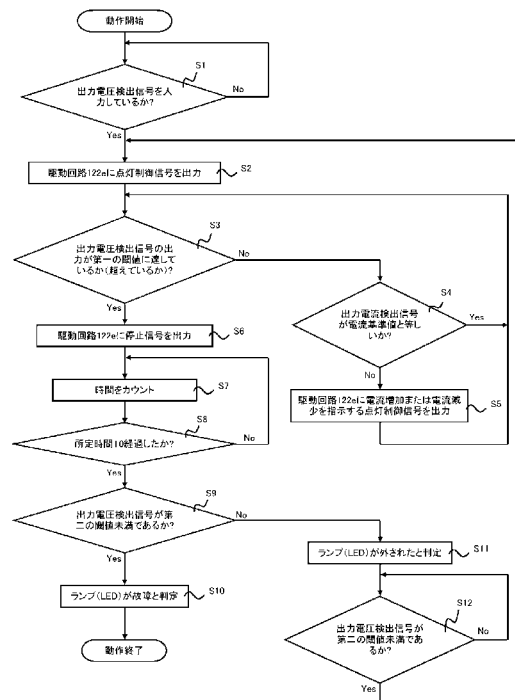 動作開始
S1
出力電圧検出信号を入
力しているか?
No
Yes
駆動回路122eに点灯制御信号を出力
S2
S3
出力電圧検出信号の出
力が第一の閾値に達して
いるか(超えているか)?
No
Yes
S4
出力電流検出信号
が電流基準値と等し
いか?
Yes
No
駆動回路122eに停止信号を出力
S6
時間をカウント
S7
駆動回路122eに電流増加または電流減
少を指示する点灯制御信号を出力
S5
S8
所定時間t0経過したか?
No
Yes
S9
出力電圧検出信号が第
二の閾値未満であるか?
No
Yes
ランプ(LED)が外されたと判定
S11
ランプ(LED)が故障と判定
S10
S12
出力電圧検出信号が
第二の閾値未満であ
るか?
No
Yes
動作終了